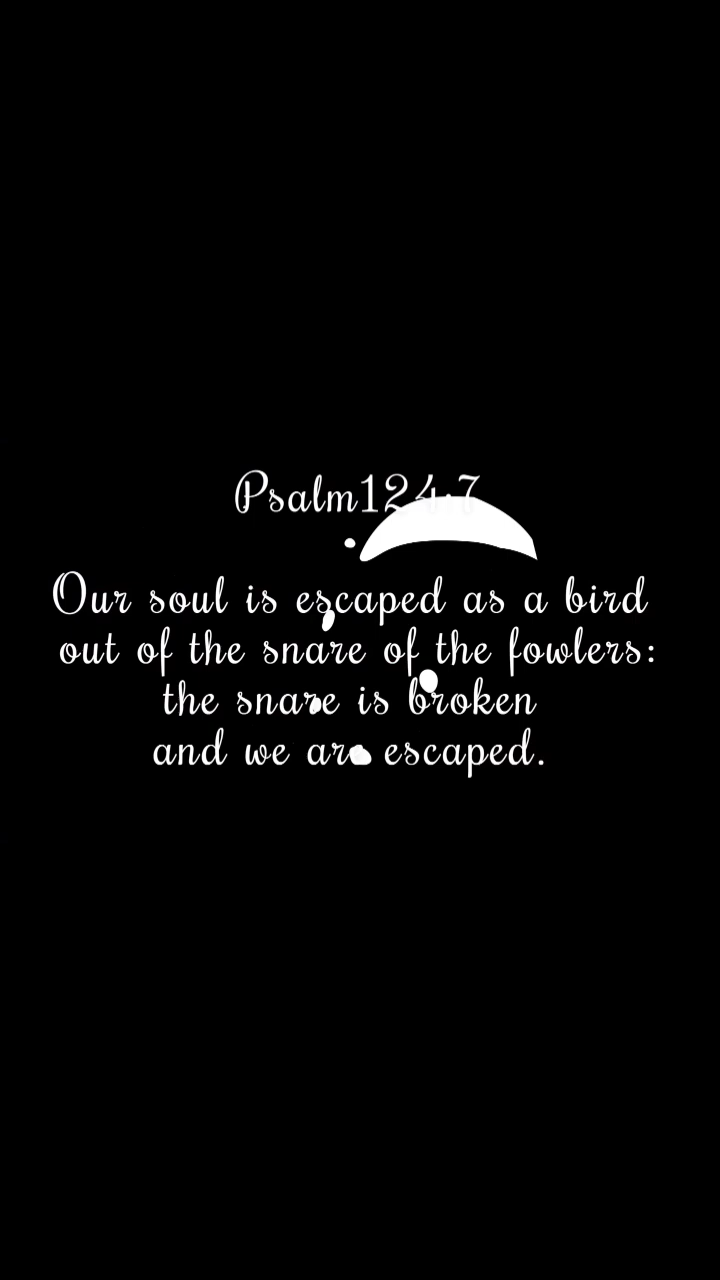 Psalm124:7
Our soul is escaped as a bird
out of the snare of the fowlers:
the snare is broken
and we are escaped.